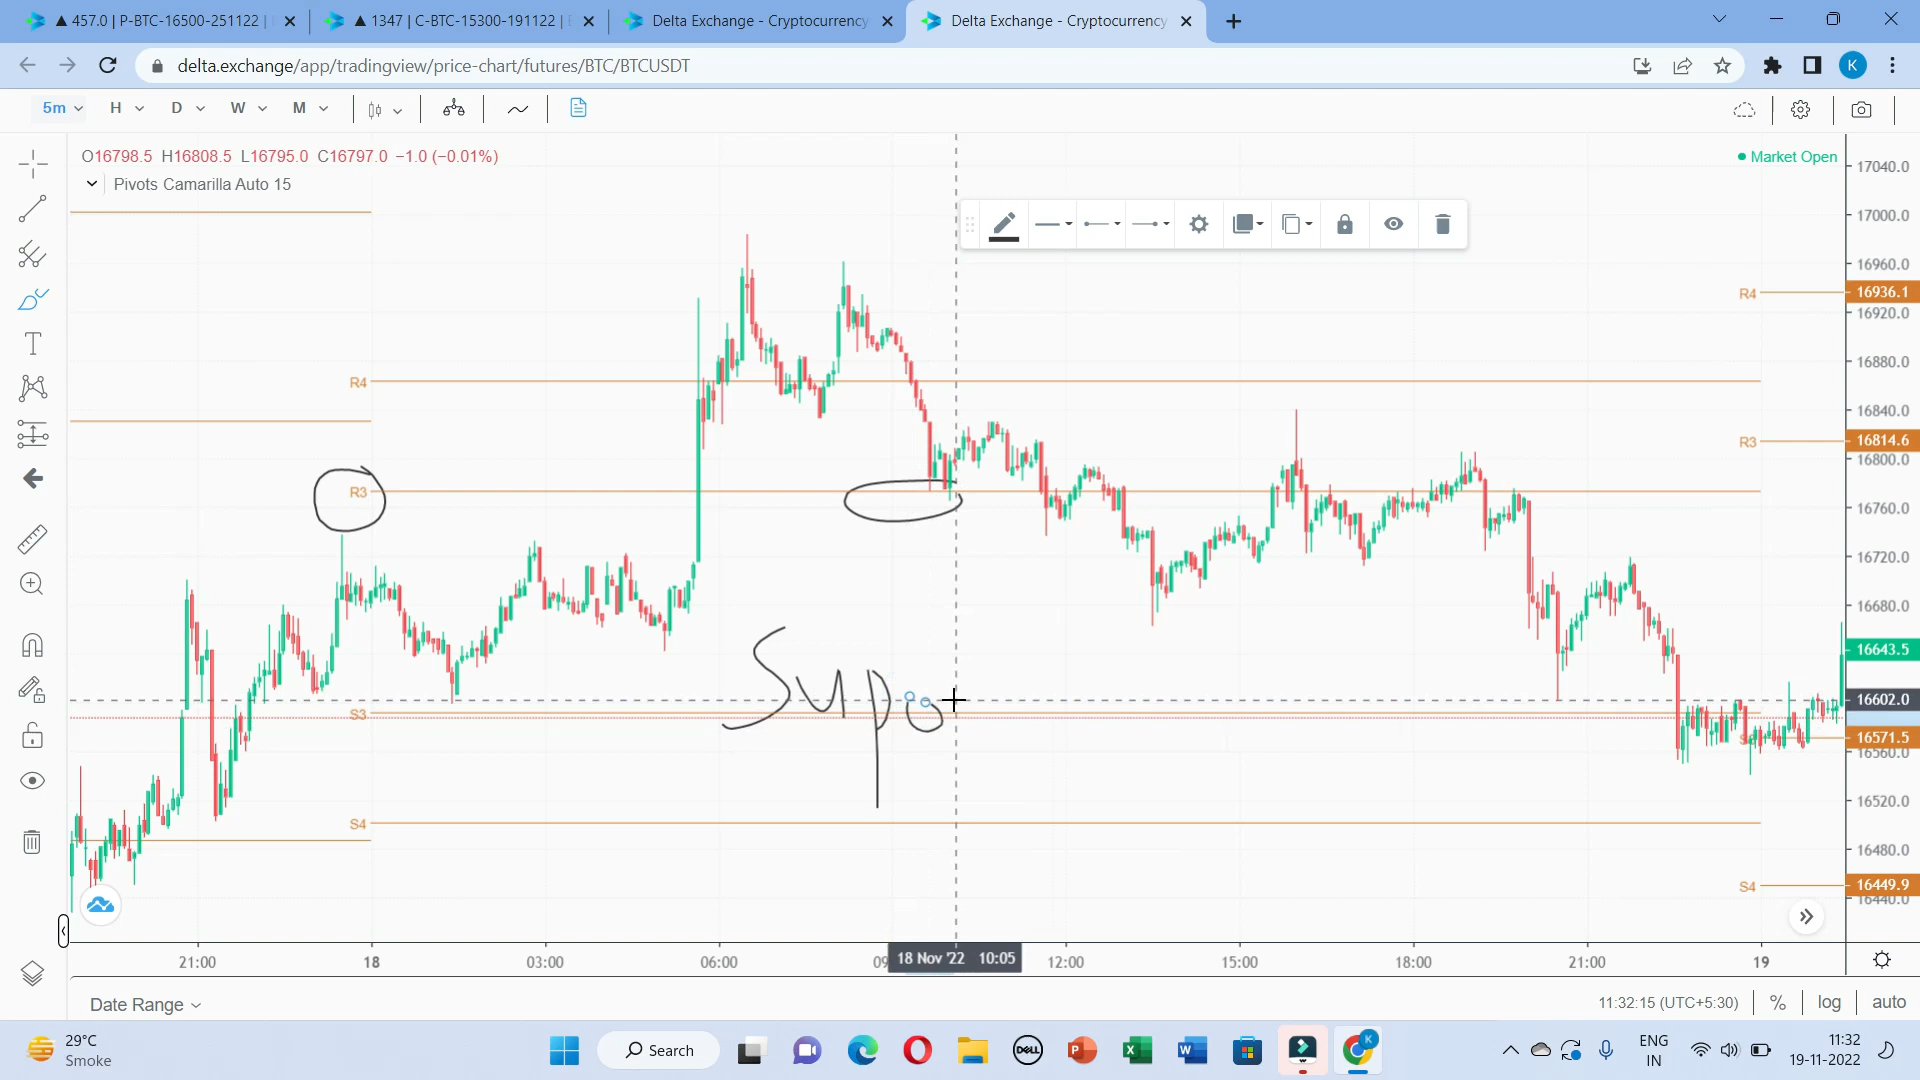 ▲ 457.0 | P-BTC-16500-251122 |
▲ 1347 | C-BTC-15300-191122 |
Delta Exchange - Cryptocurrency
Delta Exchange - Cryptocurrency
delta.exchange/app/tradingview/price-chart/futures/BTC/BTCUSDT
K
5m H D W M
O16798.5 H16808.5 L16795.0 C16797.0 −1.0 (−0.01%)
Market Open
Pivots Camarilla Auto 15
17040.0
17000.0
16960.0
R4 16936.1
16920.0
16880.0
R4
16840.0
R3 16814.6
16800.0
R3
16760.0
16720.0
16680.0
16643.5
Supo
16602.0
S3
16571.5
16560.0
16520.0
S4
16480.0
S4 16449.9
16440.0
21:00 18 03:00 06:00 18 Nov '22 10:05 12:00 15:00 18:00 21:00 19
Date Range
11:32:15 (UTC+5:30) % log auto
29°C
Smoke
Search
DELL
K
ENG
IN
11:32
19-11-2022